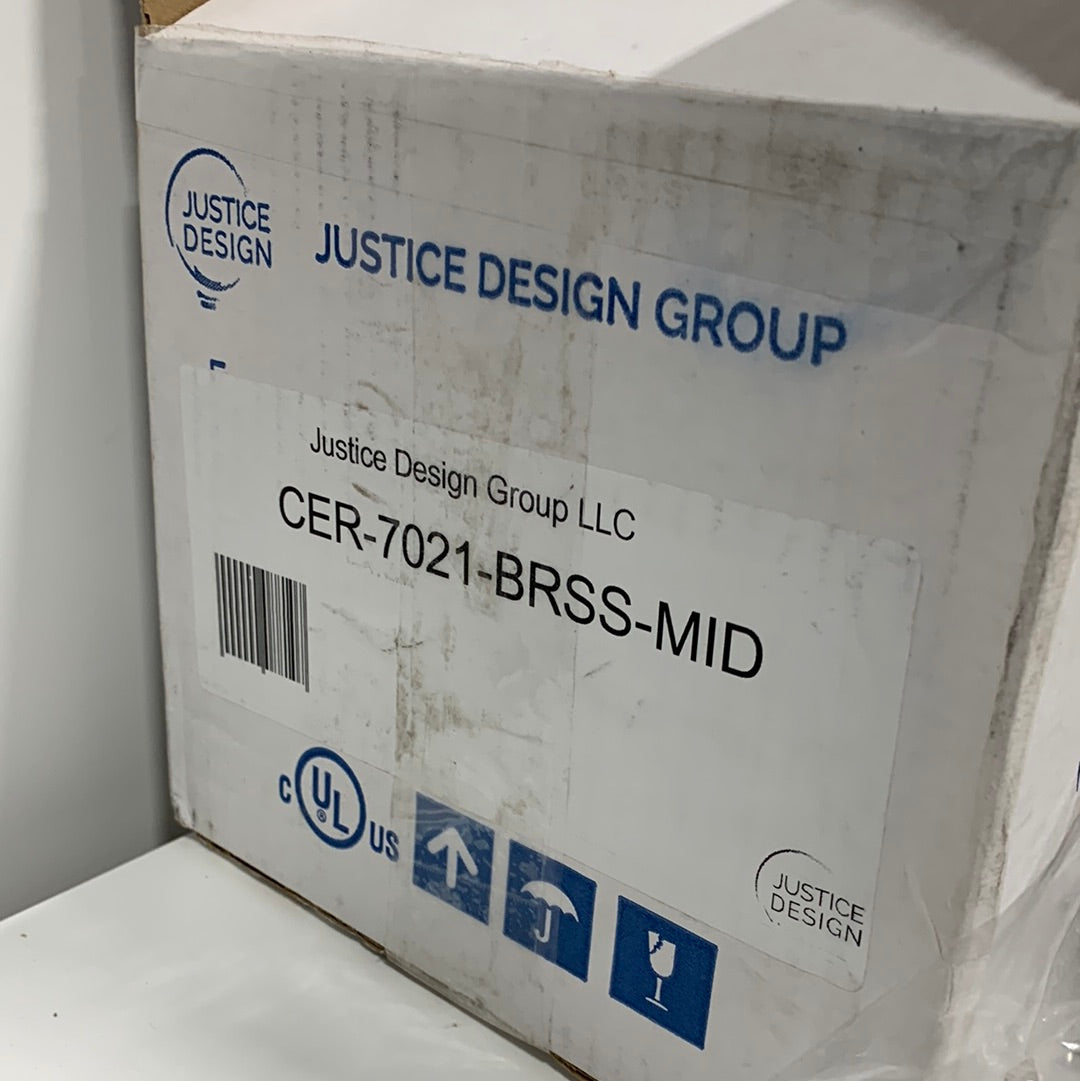 JUSTICE
DESIGN
JUSTICE DESIGN GROUP
Justice Design Group LLC
CER-7021-BRSS-MID
C UL ® US
JUSTICE
DESIGN